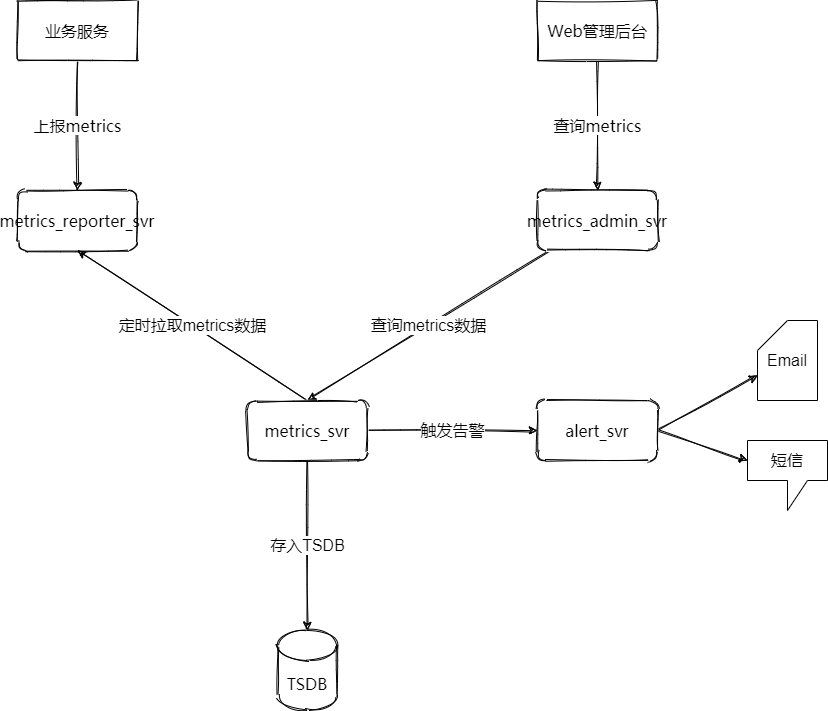 业务服务
Web管理后台
上报metrics
查询metrics
metrics_reporter_svr
metrics_admin_svr
定时拉取metrics数据
查询metrics数据
Email
metrics_svr
触发告警
alert_svr
短信
存入TSDB
TSDB